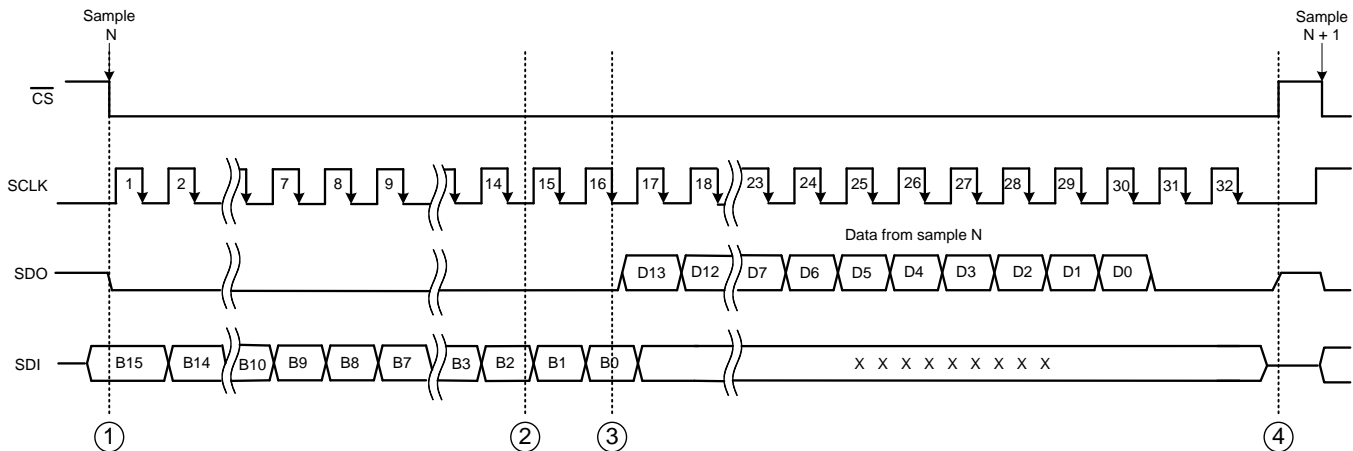 Sample
N
Sample
N + 1
CS
SCLK 1 2 7 8 9 14 15 16 17 18 23 24 25 26 27 28 29 30 31 32
Data from sample N
SDO D13 D12 D7 D6 D5 D4 D3 D2 D1 D0
SDI B15 B14 B10 B9 B8 B7 B3 B2 B1 B0 X X X X X X X X X
1 2 3 4